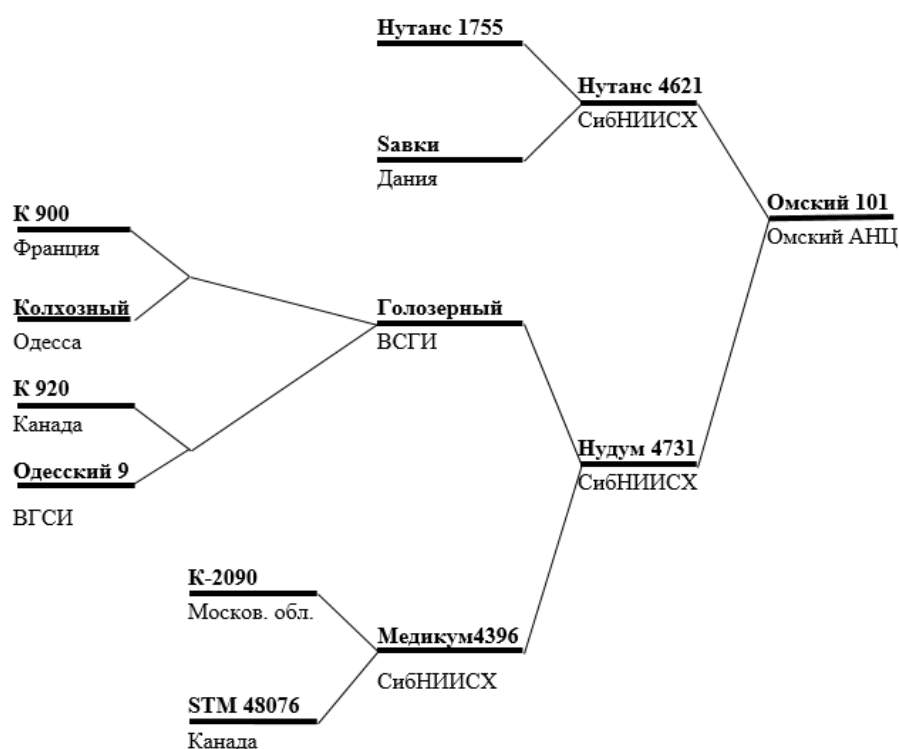 Нутанс 1755
Нутанс 4621
СибНИИСХ
Sавки
Дания
Омский 101
Омский АНЦ
К 900
Франция
Колхозный
Одесса
Голозерный
ВСГИ
К 920
Канада
Одесский 9
ВГСИ
Нудум 4731
СибНИИСХ
К-2090
Москов. обл.
Медикум4396
СибНИИСХ
STM 48076
Канада